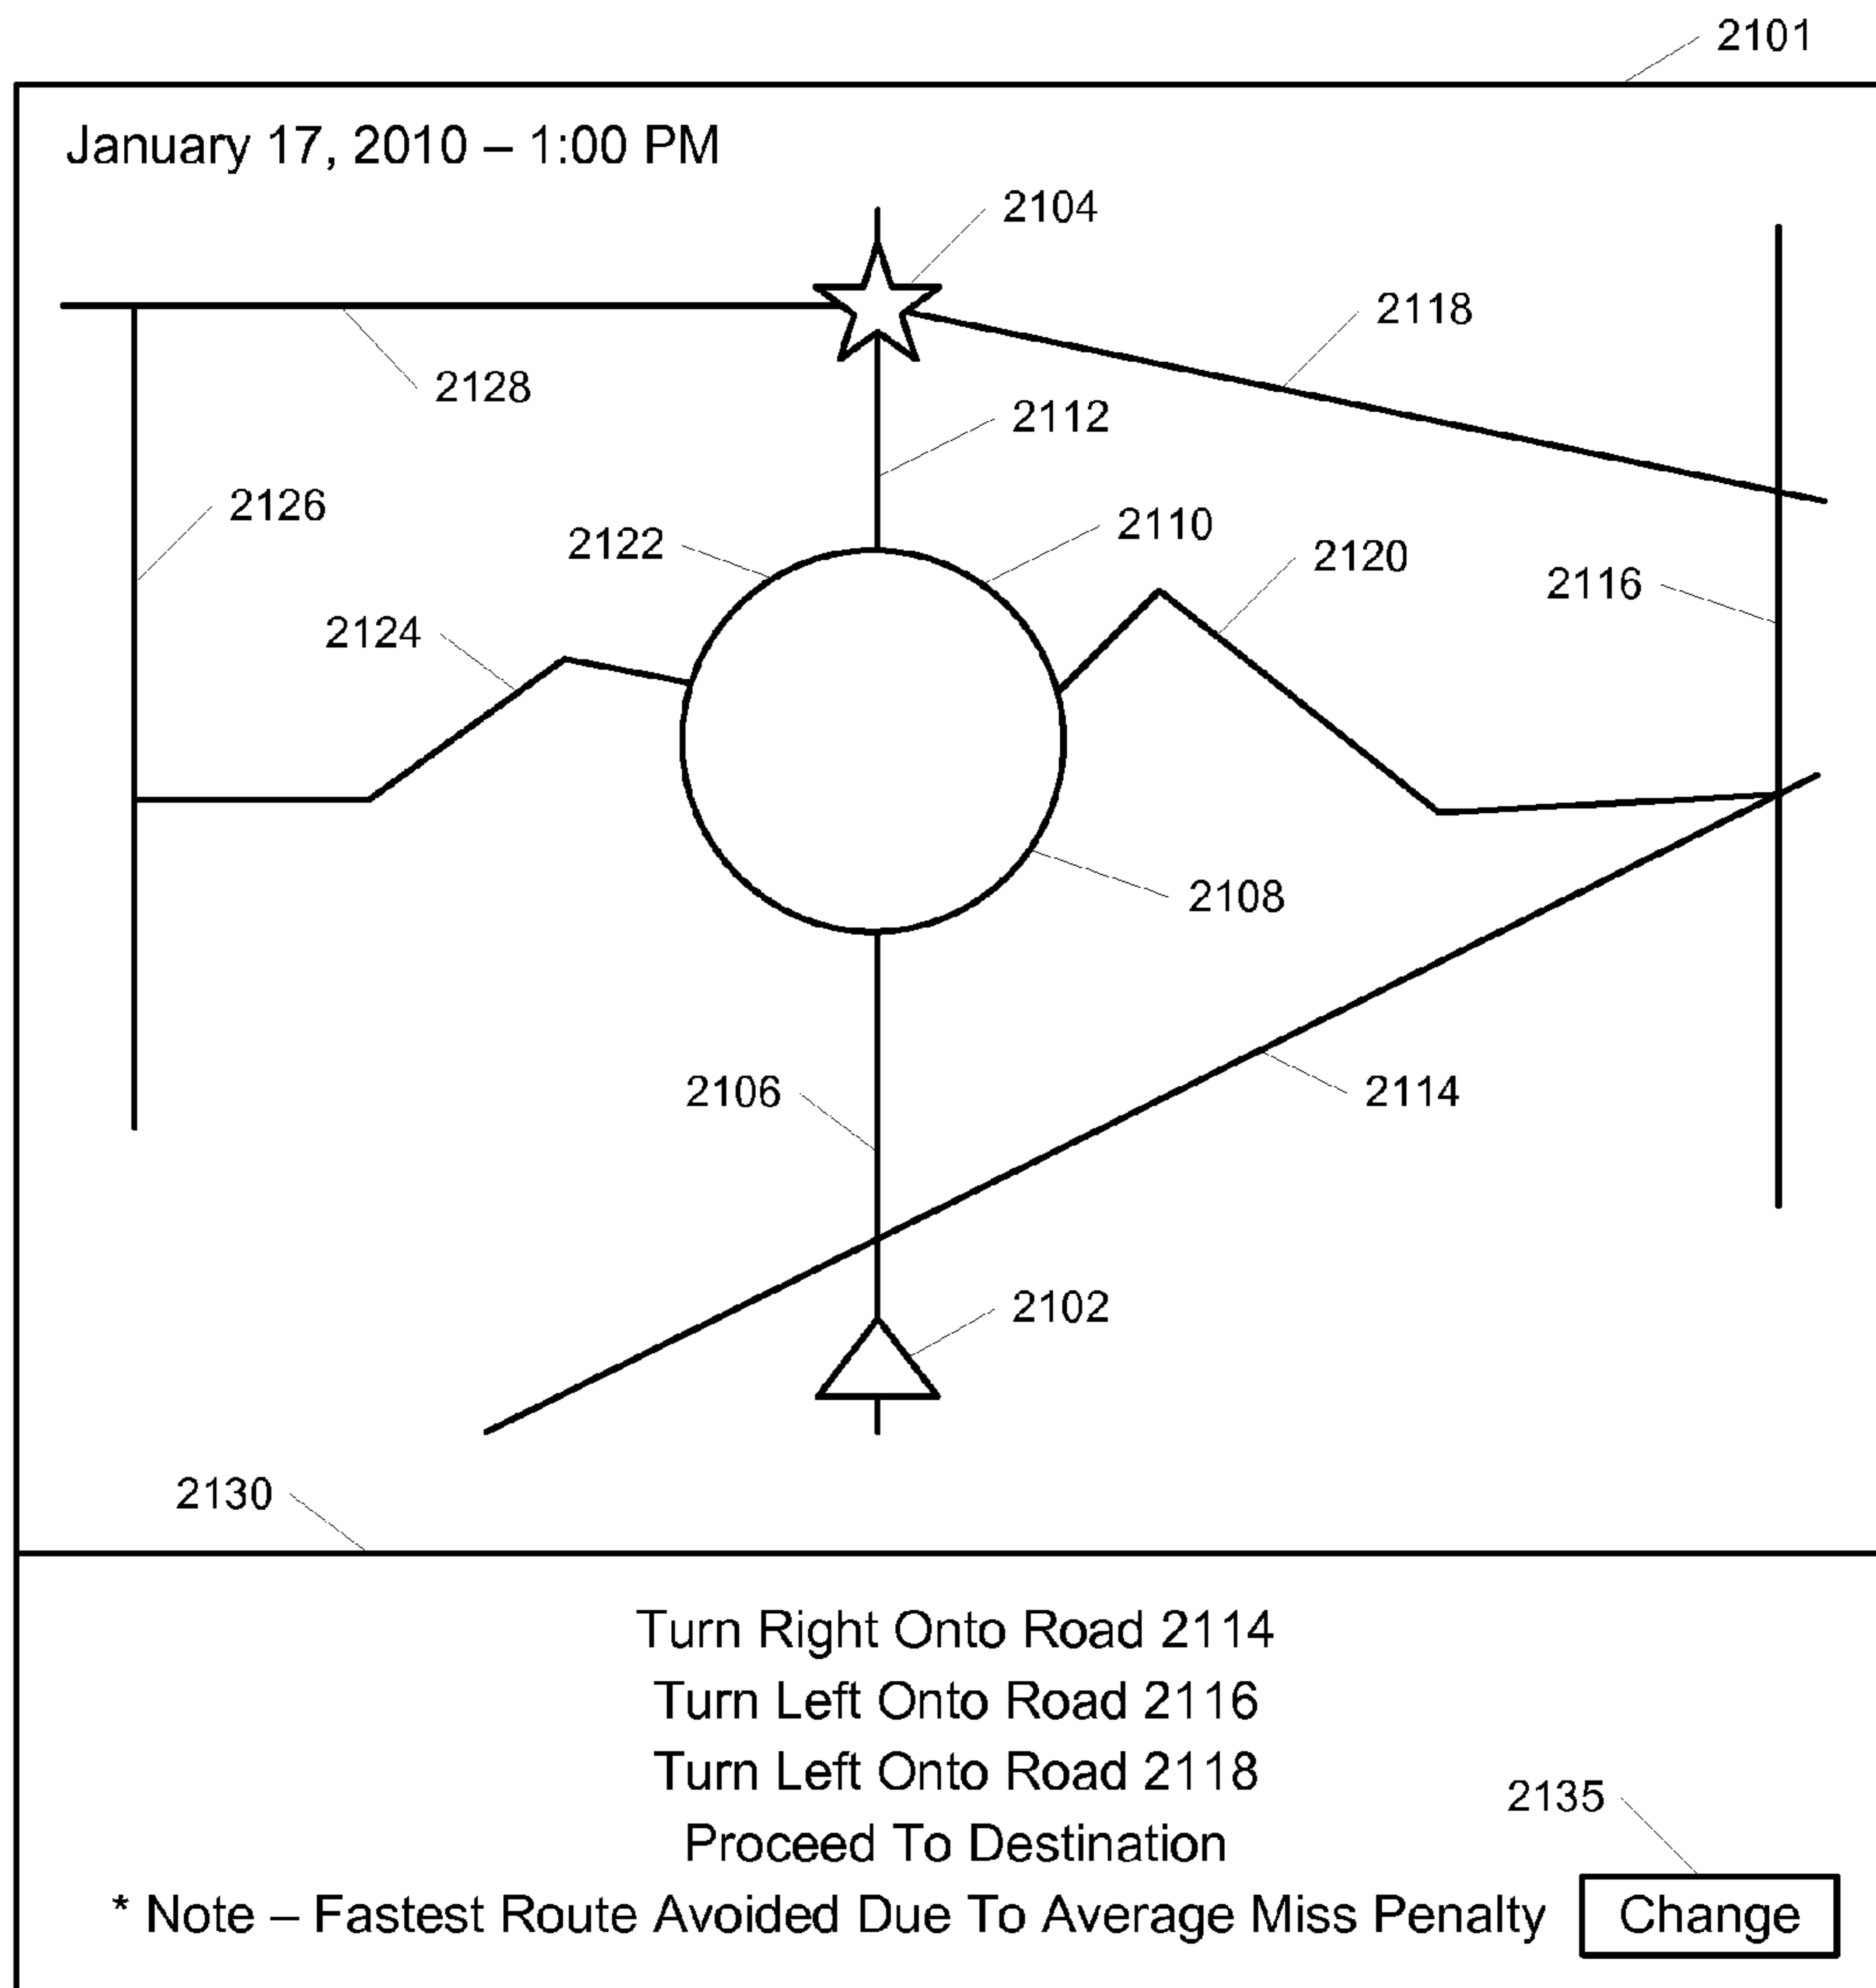 2101
January 17, 2010 – 1:00 PM
2104
2118
2128
2112
2126
2122
2110
2120
2116
2124
2108
2106
2114
2102
2130
Turn Right Onto Road 2114
Turn Left Onto Road 2116
Turn Left Onto Road 2118
2135
Proceed To Destination
* Note – Fastest Route Avoided Due To Average Miss Penalty
Change